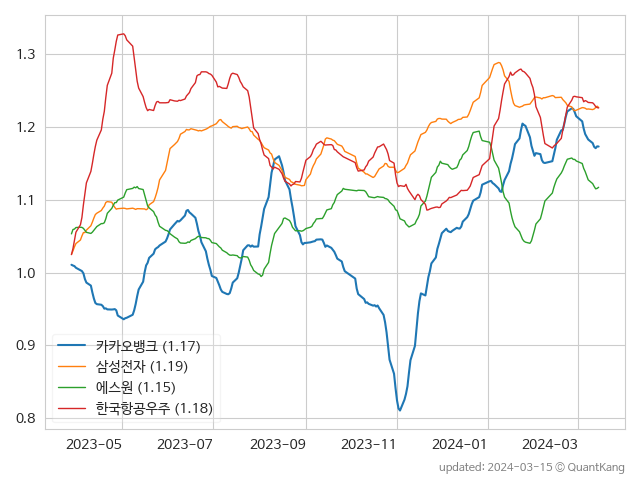 1.3
1.2
1.1
1.0
0.9
0.8
카카오뱅크 (1.17)
삼성전자 (1.19)
에스원 (1.15)
한국항공우주 (1.18)
2023-05 2023-07 2023-09 2023-11 2024-01 2024-03
updated: 2024-03-15 © QuantKang